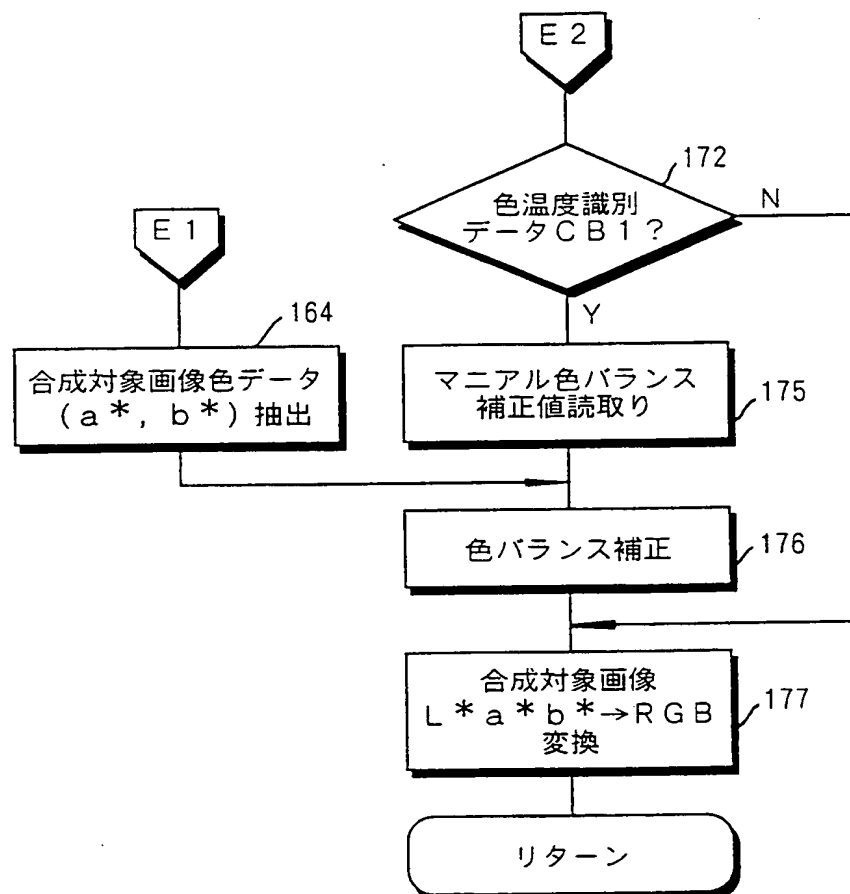 E2
172
色温度識別
データCB1?
N
Y
E1
164
合成対象画像色データ
(a*, b*)抽出
マニアル色バランス
補正値読取り
175
色バランス補正
176
合成対象画像
L*a*b*→RGB
変換
177
リターン